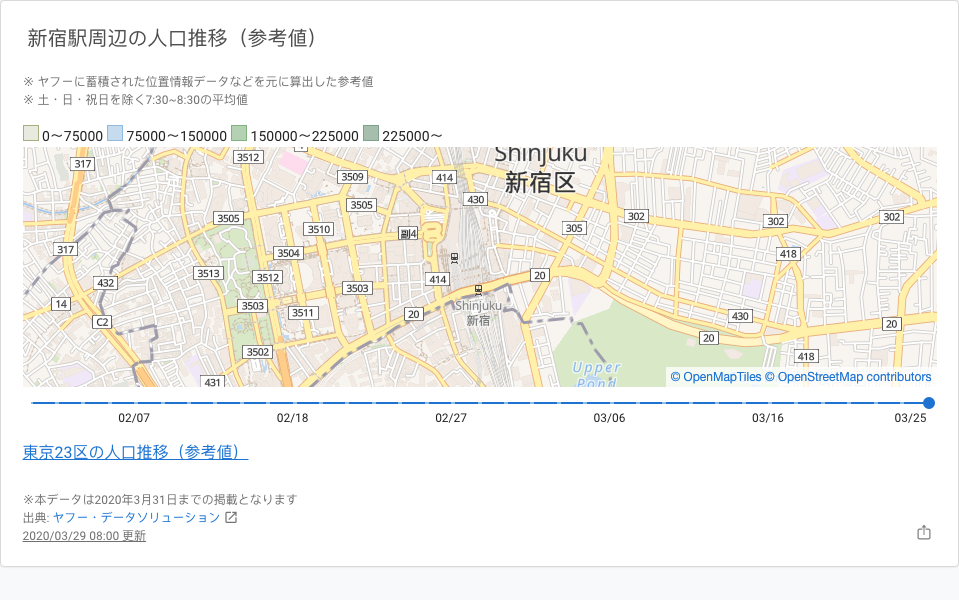 新宿駅周辺の人口推移（参考値）
※ ヤフーに蓄積された位置情報データなどを元に算出した参考値
※ 土・日・祝日を除く7:30~8:30の平均値
0〜75000 75000〜150000 150000〜225000 225000〜
Shinjuku
新宿区
3512
317
3509
414
3505
430
3505
302
302
302
3510
305
副4
317
3504
418
3513
3512
414
20
432
3503
14
3503
3511
20
Shinjuku
新宿
430
C2
20
20
3502
418
431
Upper
Pond
© OpenMapTiles © OpenStreetMap contributors
02/07 02/18 02/27 03/06 03/16 03/25
東京23区の人口推移（参考値）
※本データは2020年3月31日までの掲載となります
出典: ヤフー・データソリューション
2020/03/29 08:00 更新